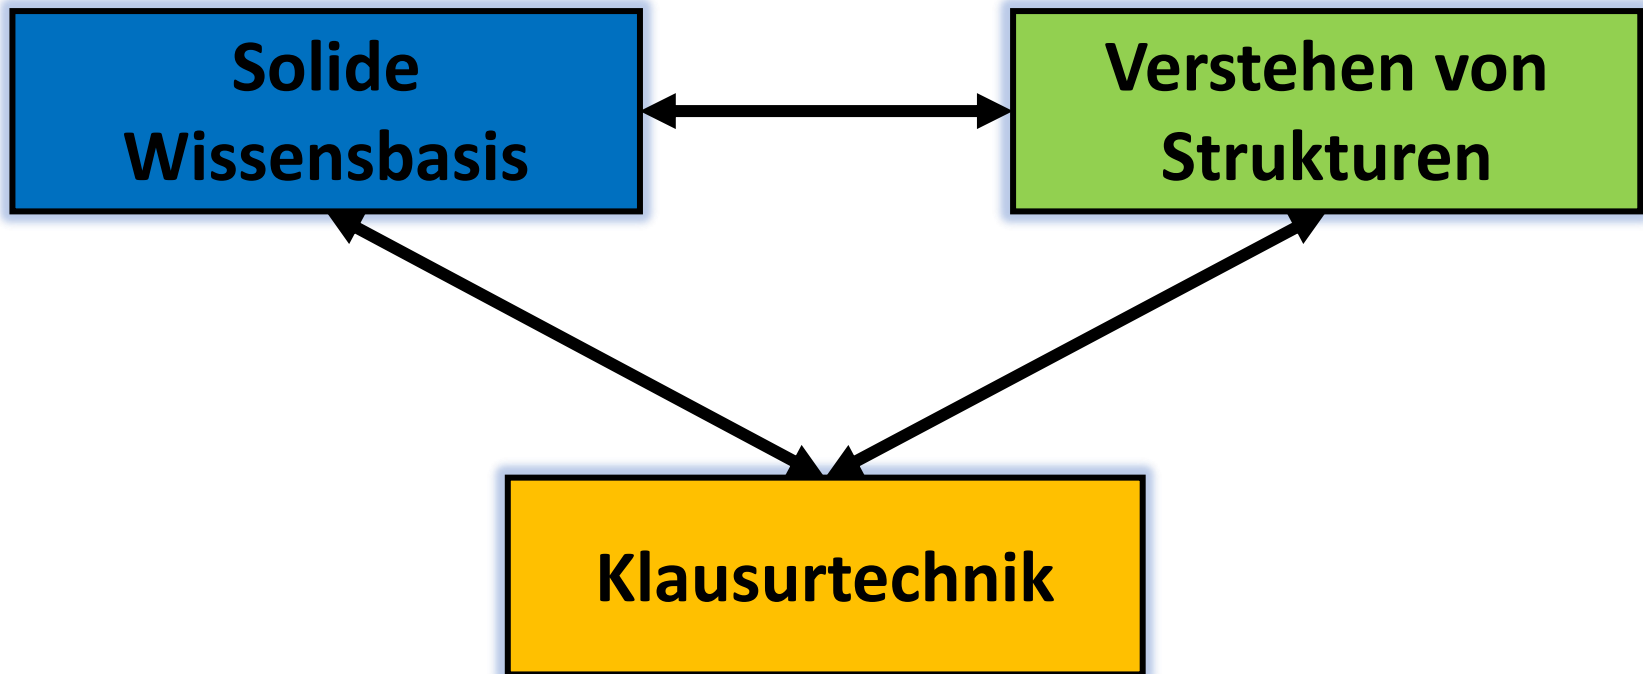 Solide
Wissensbasis
Verstehen von
Strukturen
Klausurtechnik